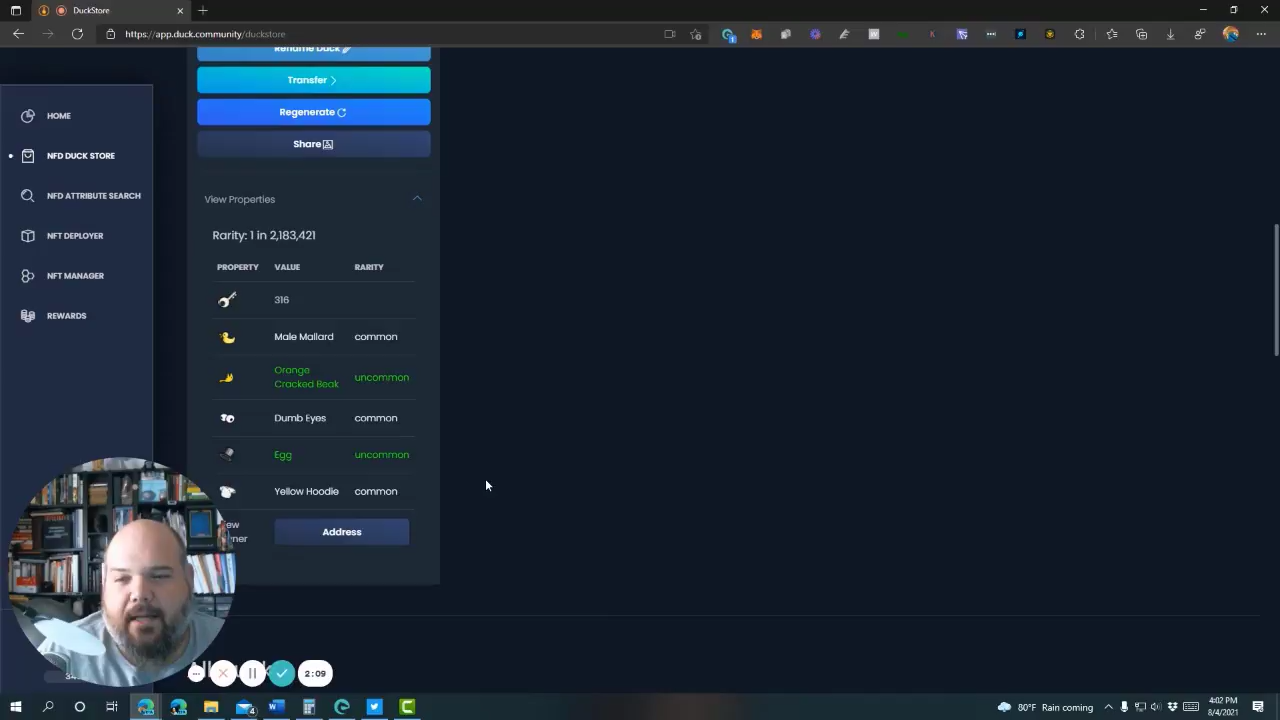 DuckStore
https://app.duck.community/duckstore
Rename Duck
Transfer
Regenerate
Share
HOME
NFD DUCK STORE
NFD ATTRIBUTE SEARCH
NFT DEPLOYER
NFT MANAGER
REWARDS
View Properties
Rarity: 1 in 2,183,421
PROPERTY VALUE RARITY
316
Male Mallard common
Orange
Cracked Beak uncommon
Dumb Eyes common
Egg uncommon
Yellow Hoodie common
Address
2:09
80°F Rain coming
4:02 PM
8/4/2021